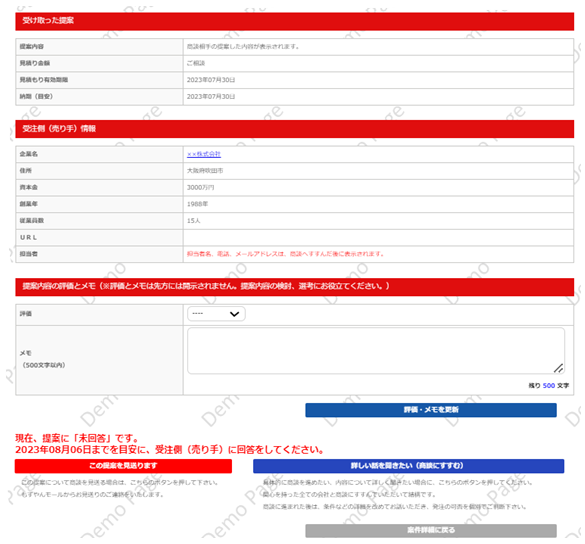 受け取った提案
提案内容 商談相手の提案した内容が表示されます。
見積り金額 ご相談
見積もり有効期限 2023年07月30日
納期（目安） 2023年07月30日
受注側（売り手）情報
企業名 ××株式会社
住所 大阪府吹田市
資本金 3000万円
創業年 1988年
従業員数 15人
ＵＲＬ
担当者 担当者名、電話、メールアドレスは、商談へすすんだ後に表示されます。
提案内容の評価とメモ（※評価とメモは先方には開示されません。提案内容の検討、選考にお役立てください。）
評価 ----
メモ
（500文字以内）
残り 500 文字
評価・メモを更新
現在、提案に「未回答」です。
2023年08月06日までを目安に、受注側（売り手）に回答をしてください。
この提案を見送ります
詳しい話を聞きたい（商談にすすむ）
この提案について商談を見送る場合は、こちらのボタンを押して下さい。
もずやんモールからお見送りのご連絡をいたします。
具体的に商談を進めたい、内容について詳しく聞きたい場合に、こちらのボタンを押してください。
関心を持った全ての会社と商談にすすんでいただいて結構です。
商談に進まれた後は、条件などの詳細を改めてお話いただき、発注の可否を個別でご判断下さい。
案件詳細に戻る
Demo Page